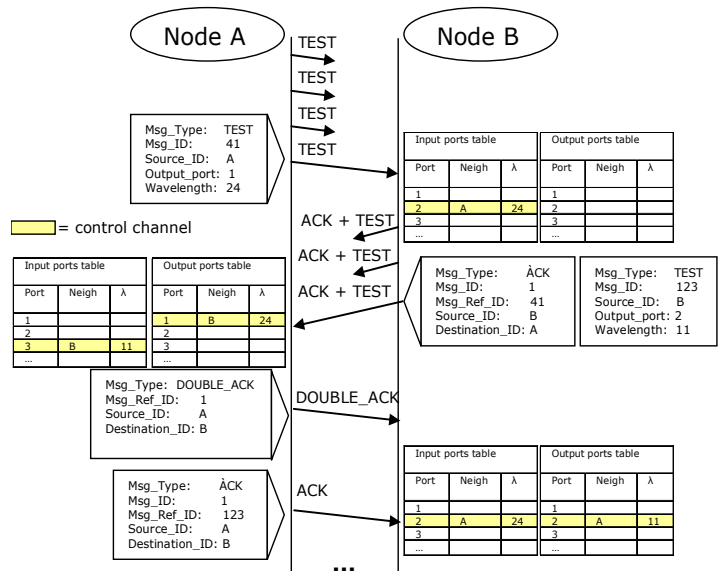 Node A
Node B
TEST
TEST
TEST
TEST
Msg_Type: TEST
Msg_ID: 41
Source_ID: A
Output_port: 1
Wavelength: 24
Input ports table
Port Neigh λ
1
2 A 24
3
...
Output ports table
Port Neigh λ
1
2
3
...
= control channel
ACK + TEST
ACK + TEST
ACK + TEST
Msg_Type: ÀCK
Msg_ID: 1
Msg_Ref_ID: 41
Source_ID: B
Destination_ID: A
Msg_Type: TEST
Msg_ID: 123
Source_ID: B
Output_port: 2
Wavelength: 11
Input ports table
Port Neigh λ
1
2
3 B 11
...
Output ports table
Port Neigh λ
1 B 24
2
3
...
Msg_Type: DOUBLE_ACK
Msg_Ref_ID: 1
Source_ID: A
Destination_ID: B
DOUBLE_ACK
Msg_Type: ÀCK
Msg_ID: 1
Msg_Ref_ID: 123
Source_ID: A
Destination_ID: B
ACK
Input ports table
Port Neigh λ
1
2 A 24
3
...
Output ports table
Port Neigh λ
1
2 A 11
3
...
...